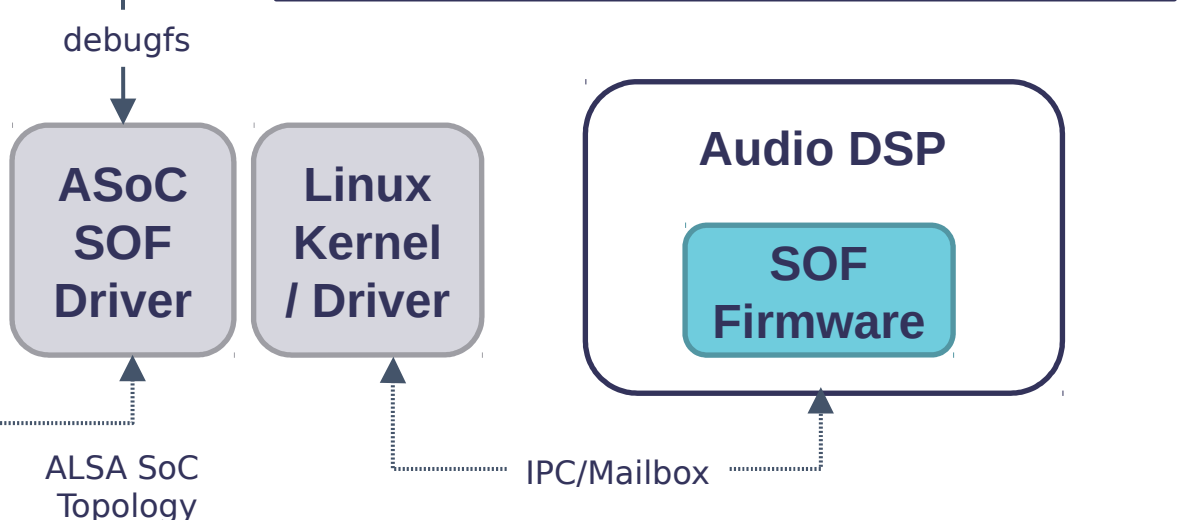 debugfs
ASoC
SOF
Driver
Linux
Kernel
/ Driver
Audio DSP
SOF
Firmware
ALSA SoC
Topology
IPC/Mailbox